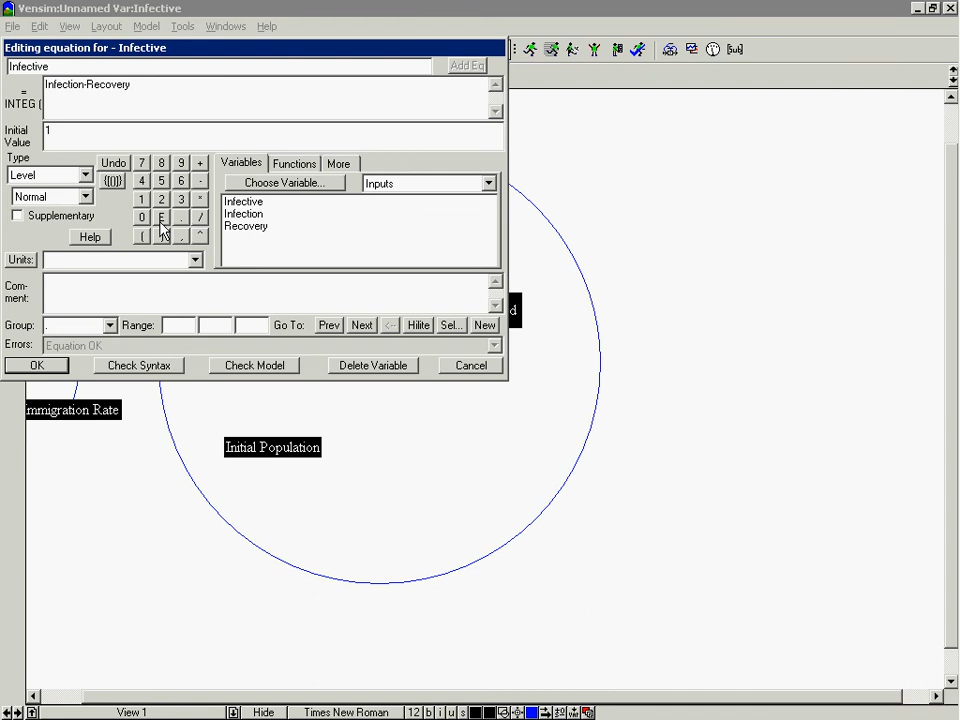 Vensim:Unnamed Var:Infective
File Edit View Layout Model Tools Windows Help
Editing equation for - Infective
Infective
Add Eq
=
INTEG (
Infection-Recovery
Initial
Value
1
Type
Level
Normal
Supplementary
Help
Undo 7 8 9 +
{[()]} 4 5 6 -
1 2 3 *
0 E . /
( , ^
Variables Functions More
Choose Variable... Inputs
Infective
Infection
Recovery
Units:
Com-
ment:
Group: . Range: Go To: Prev Next <- Hilite Sel... New
Errors: Equation OK
OK Check Syntax Check Model Delete Variable Cancel
[sub]
d
Immigration Rate
Initial Population
View 1 Hide Times New Roman 12 b i u s